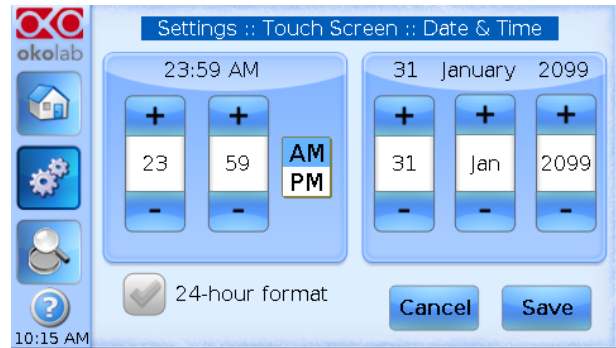 Settings :: Touch Screen :: Date & Time
okolab
23:59 AM
31 January 2099
+ +
+ + +
23 59
AM
PM
31 Jan 2099
- -
- - -
24-hour format
Cancel
Save
?
10:15 AM